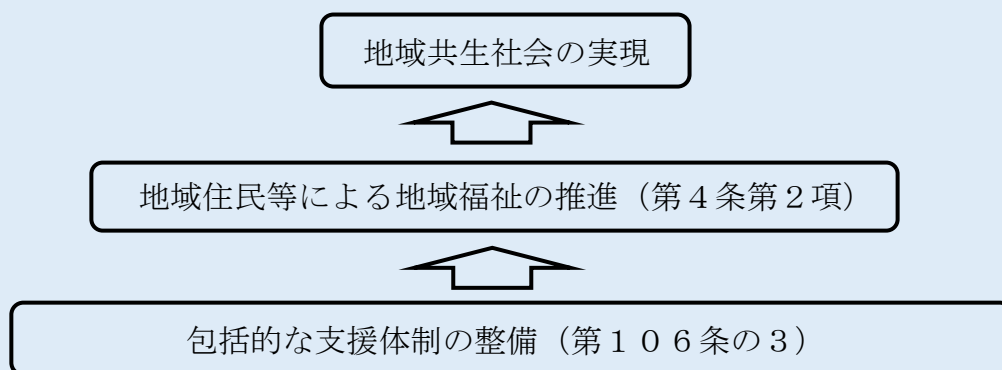 地域共生社会の実現
地域住民等による地域福祉の推進（第４条第２項）
包括的な支援体制の整備（第１０６条の３）